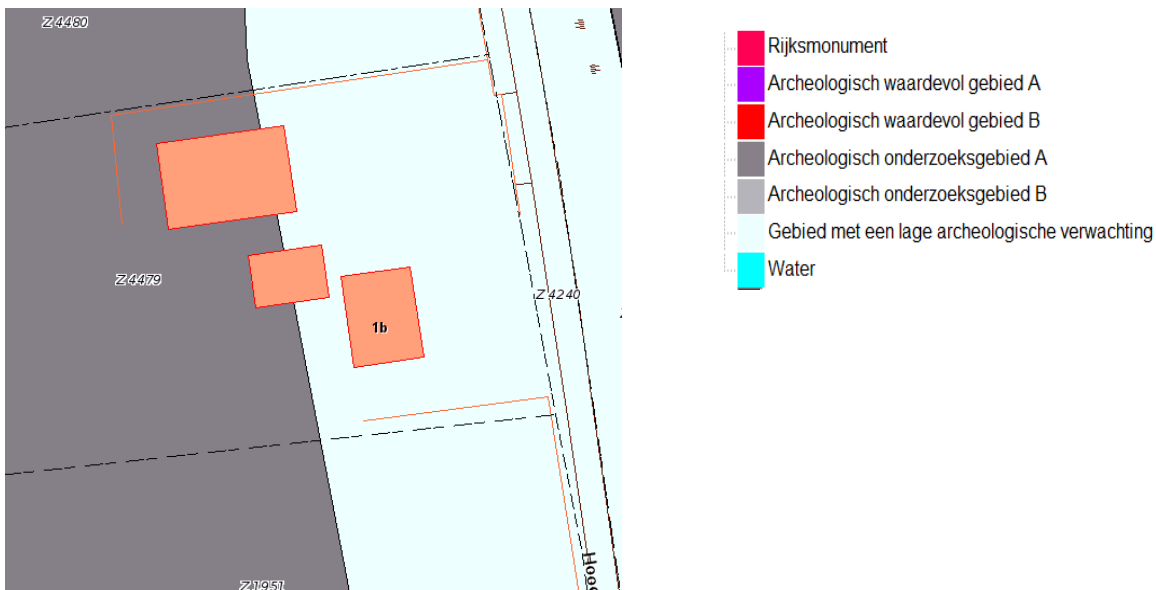 Z 4480
Z 4479
1b
Z 4240
Z 1951
Hoog
Rijksmonument
Archeologisch waardevol gebied A
Archeologisch waardevol gebied B
Archeologisch onderzoeksgebied A
Archeologisch onderzoeksgebied B
Gebied met een lage archeologische verwachting
Water